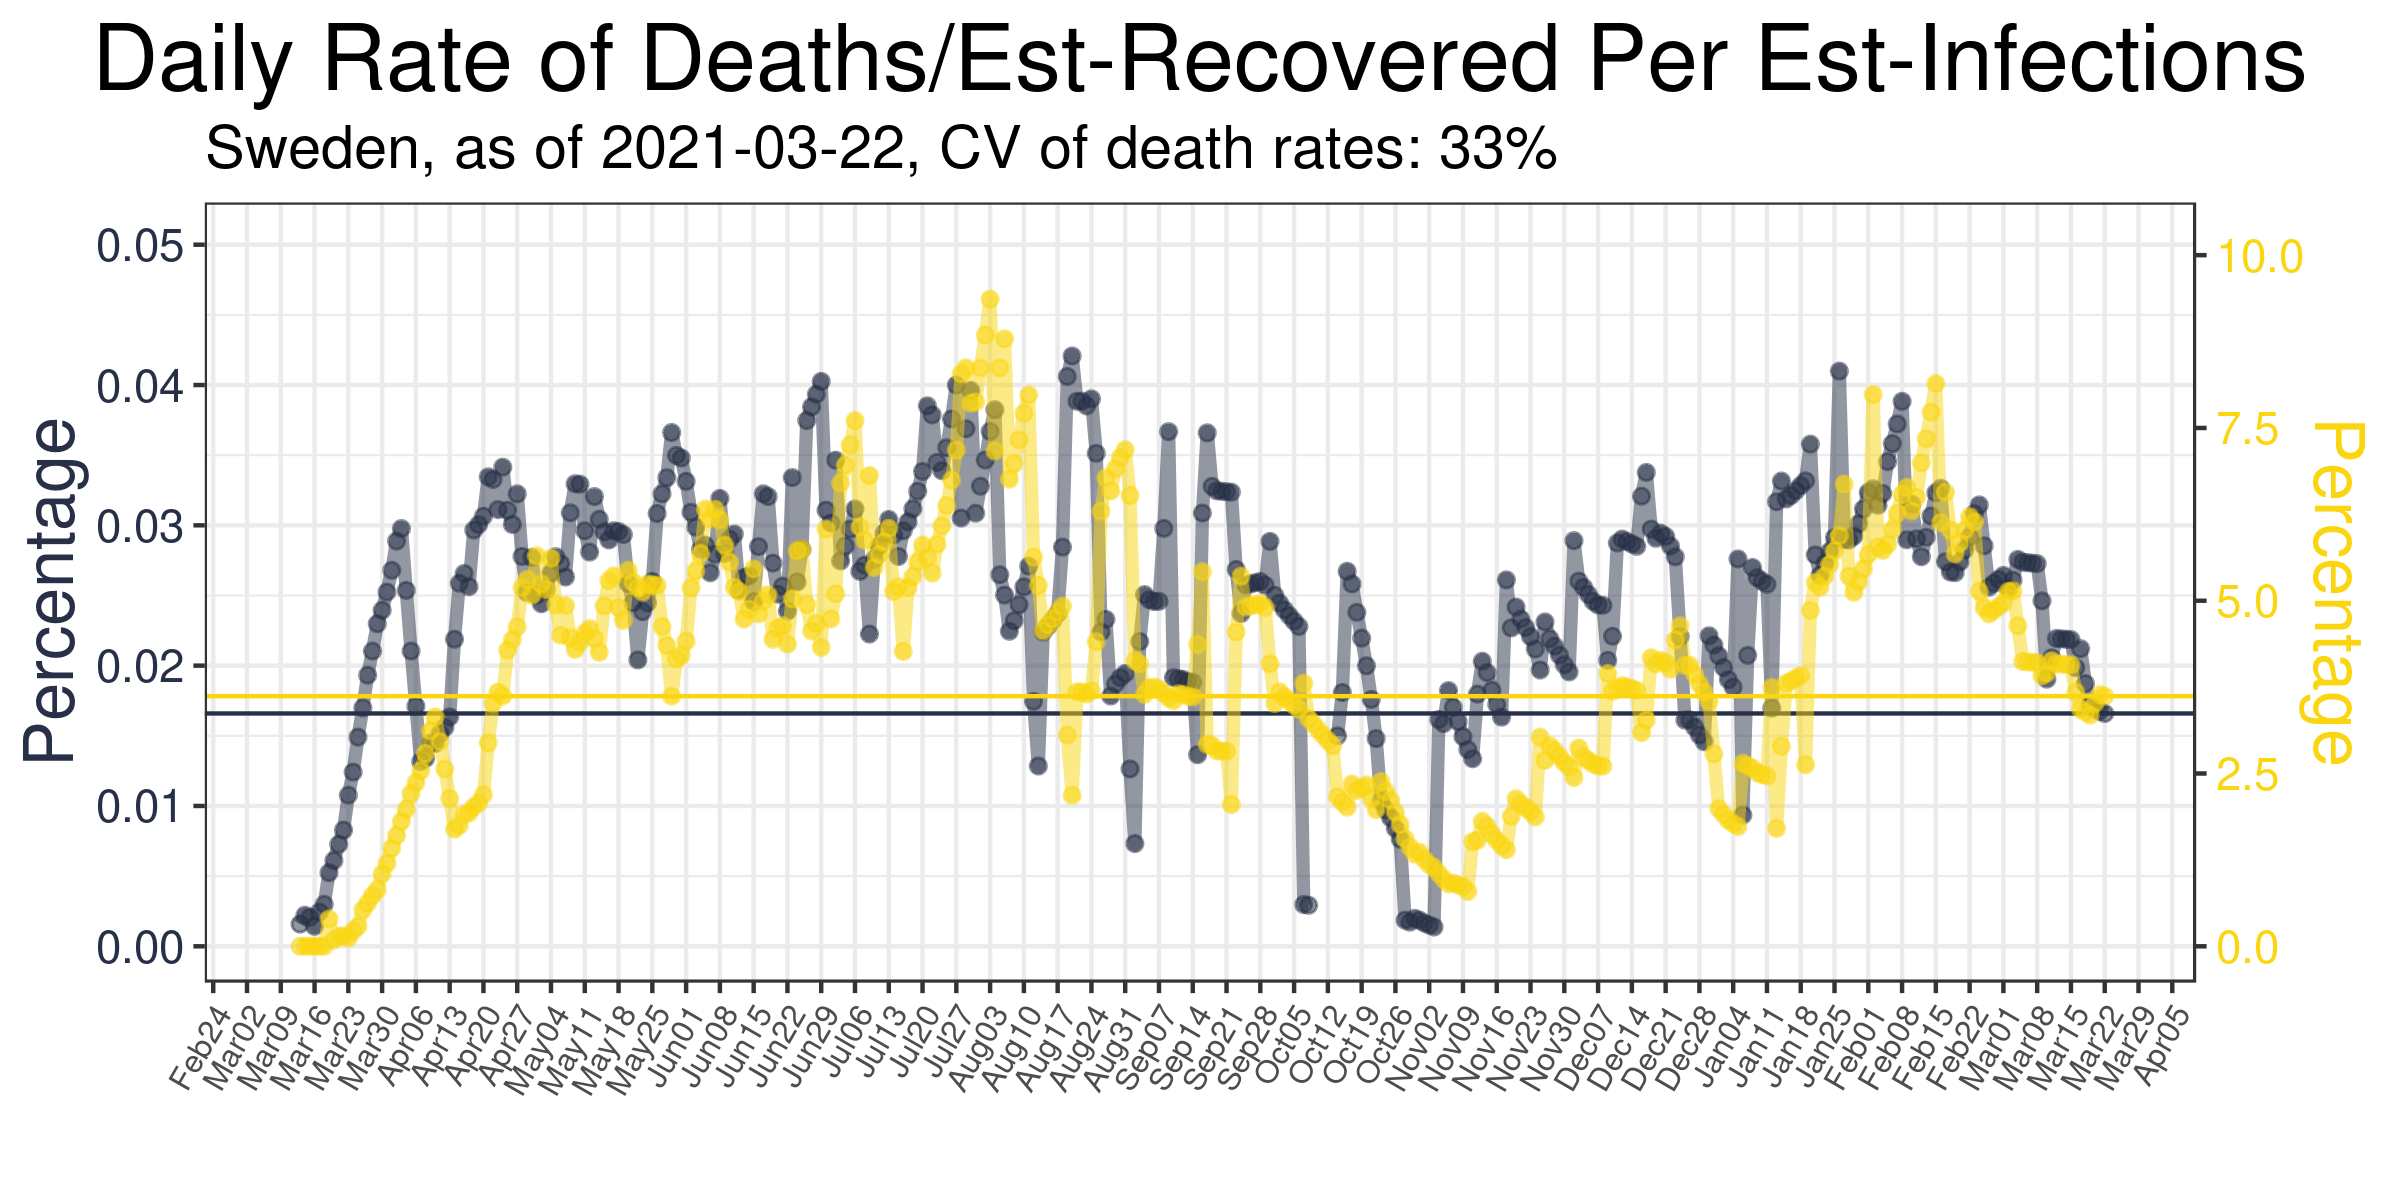 Daily Rate of Deaths/Est-Recovered Per Est-Infections
Sweden, as of 2021-03-22, CV of death rates: 33%
Percentage
0.05
0.04
0.03
0.02
0.01
0.00
10.0
7.5
5.0
2.5
0.0
Percentage
Feb24
Mar02
Mar09
Mar16
Mar23
Mar30
Apr06
Apr13
Apr20
Apr27
May04
May11
May18
May25
Jun01
Jun08
Jun15
Jun22
Jun29
Jul06
Jul13
Jul20
Jul27
Aug03
Aug10
Aug17
Aug24
Aug31
Sep07
Sep14
Sep21
Sep28
Oct05
Oct12
Oct19
Oct26
Nov02
Nov09
Nov16
Nov23
Nov30
Dec07
Dec14
Dec21
Dec28
Jan04
Jan11
Jan18
Jan25
Feb01
Feb08
Feb15
Feb22
Mar01
Mar08
Mar15
Mar22
Mar29
Apr05